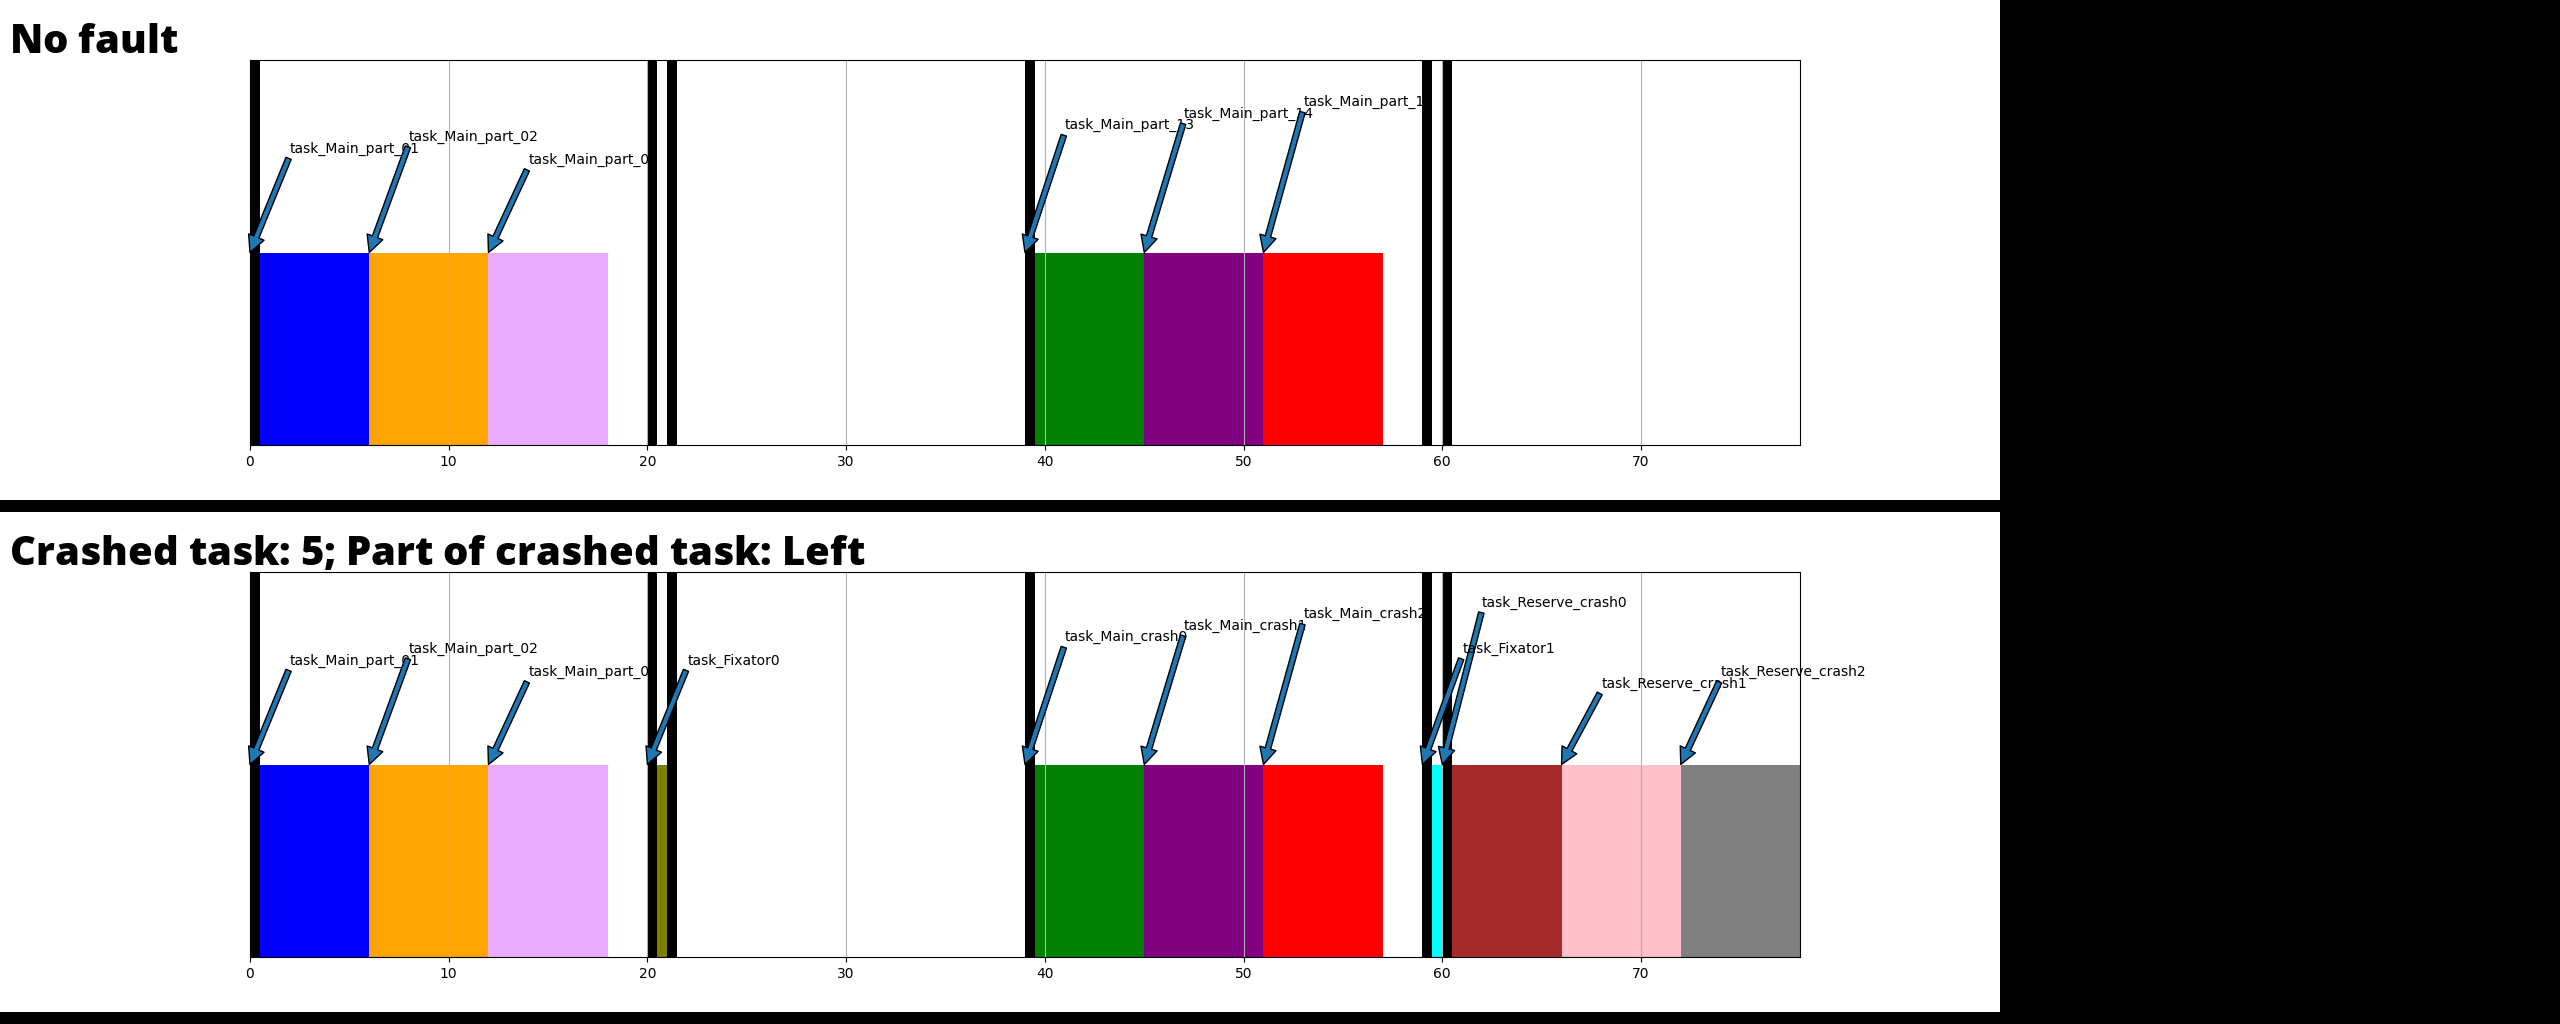 No fault
task_Main_part_01
task_Main_part_02
task_Main_part_0
task_Main_part_13
task_Main_part_14
task_Main_part_1
0 10 20 30 40 50 60 70
Crashed task: 5; Part of crashed task: Left
task_Main_part_01
task_Main_part_02
task_Main_part_0
task_Fixator0
task_Main_crash0
task_Main_crash1
task_Main_crash2
task_Fixator1
task_Reserve_crash0
task_Reserve_crash1
task_Reserve_crash2
0 10 20 30 40 50 60 70